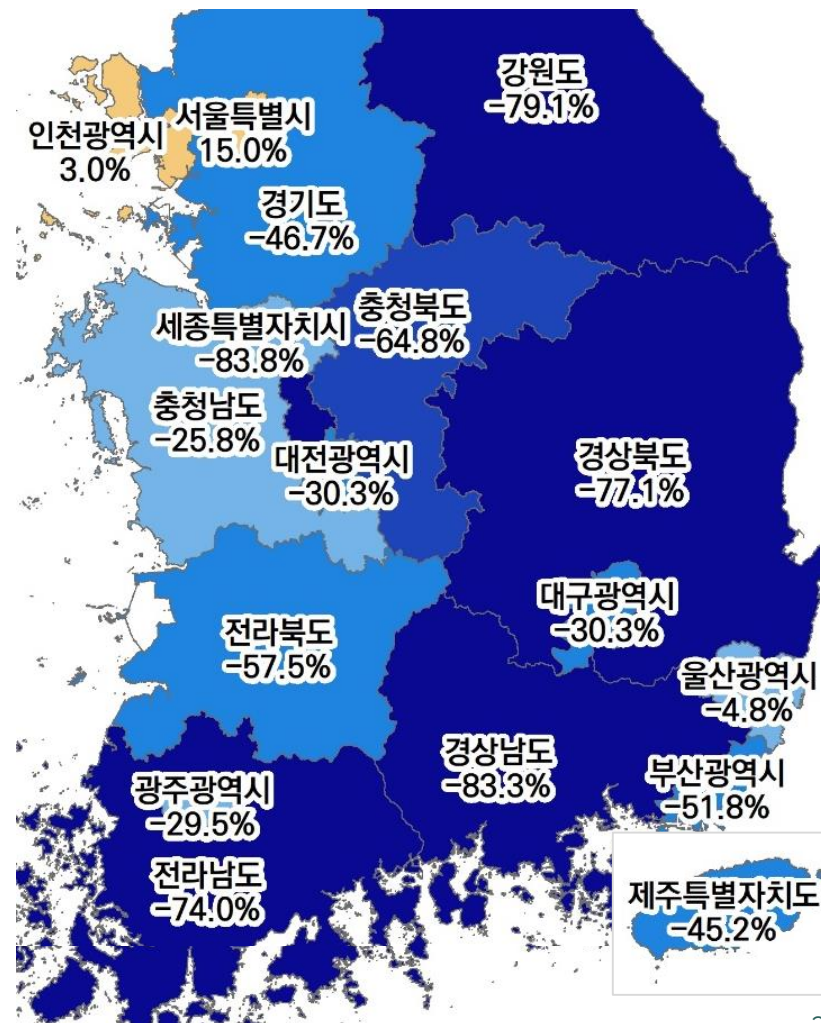 강원도
-79.1%
인천광역시
3.0%
서울특별시
15.0%
경기도
-46.7%
세종특별자치시
-83.8%
충청북도
-64.8%
충청남도
-25.8%
대전광역시
-30.3%
경상북도
-77.1%
대구광역시
-30.3%
전라북도
-57.5%
울산광역시
-4.8%
경상남도
-83.3%
부산광역시
-51.8%
광주광역시
-29.5%
전라남도
-74.0%
제주특별자치도
-45.2%